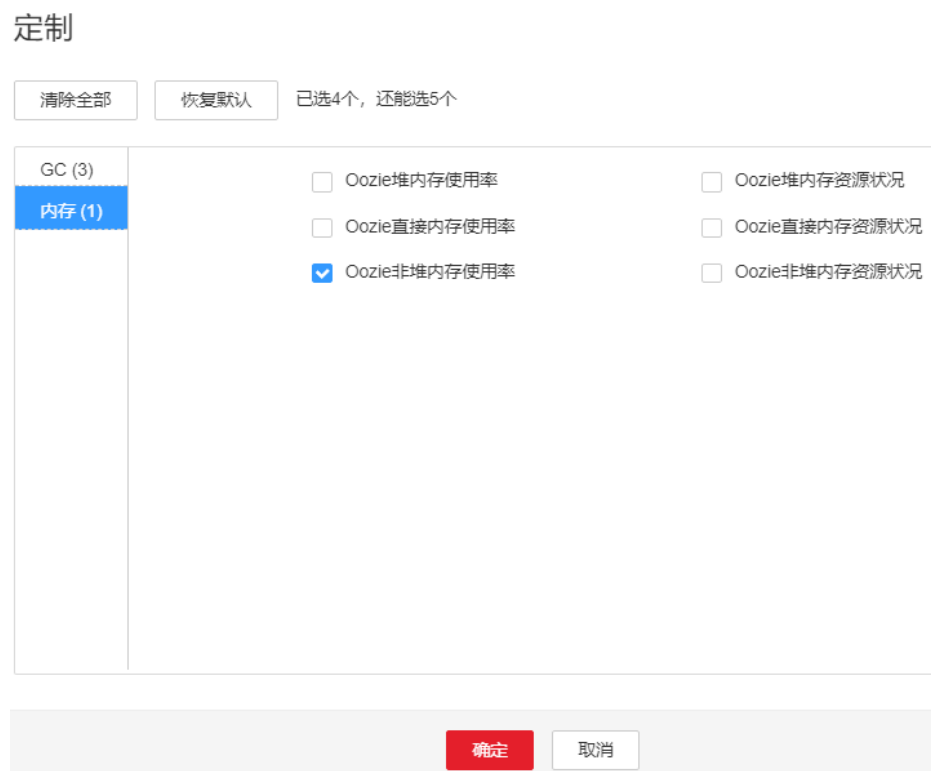 定制
清除全部 恢复默认 已选4个，还能选5个
GC (3)
内存 (1)
Oozie堆内存使用率 Oozie堆内存资源状况
Oozie直接内存使用率 Oozie直接内存资源状况
Oozie非堆内存使用率 Oozie非堆内存资源状况
确定 取消